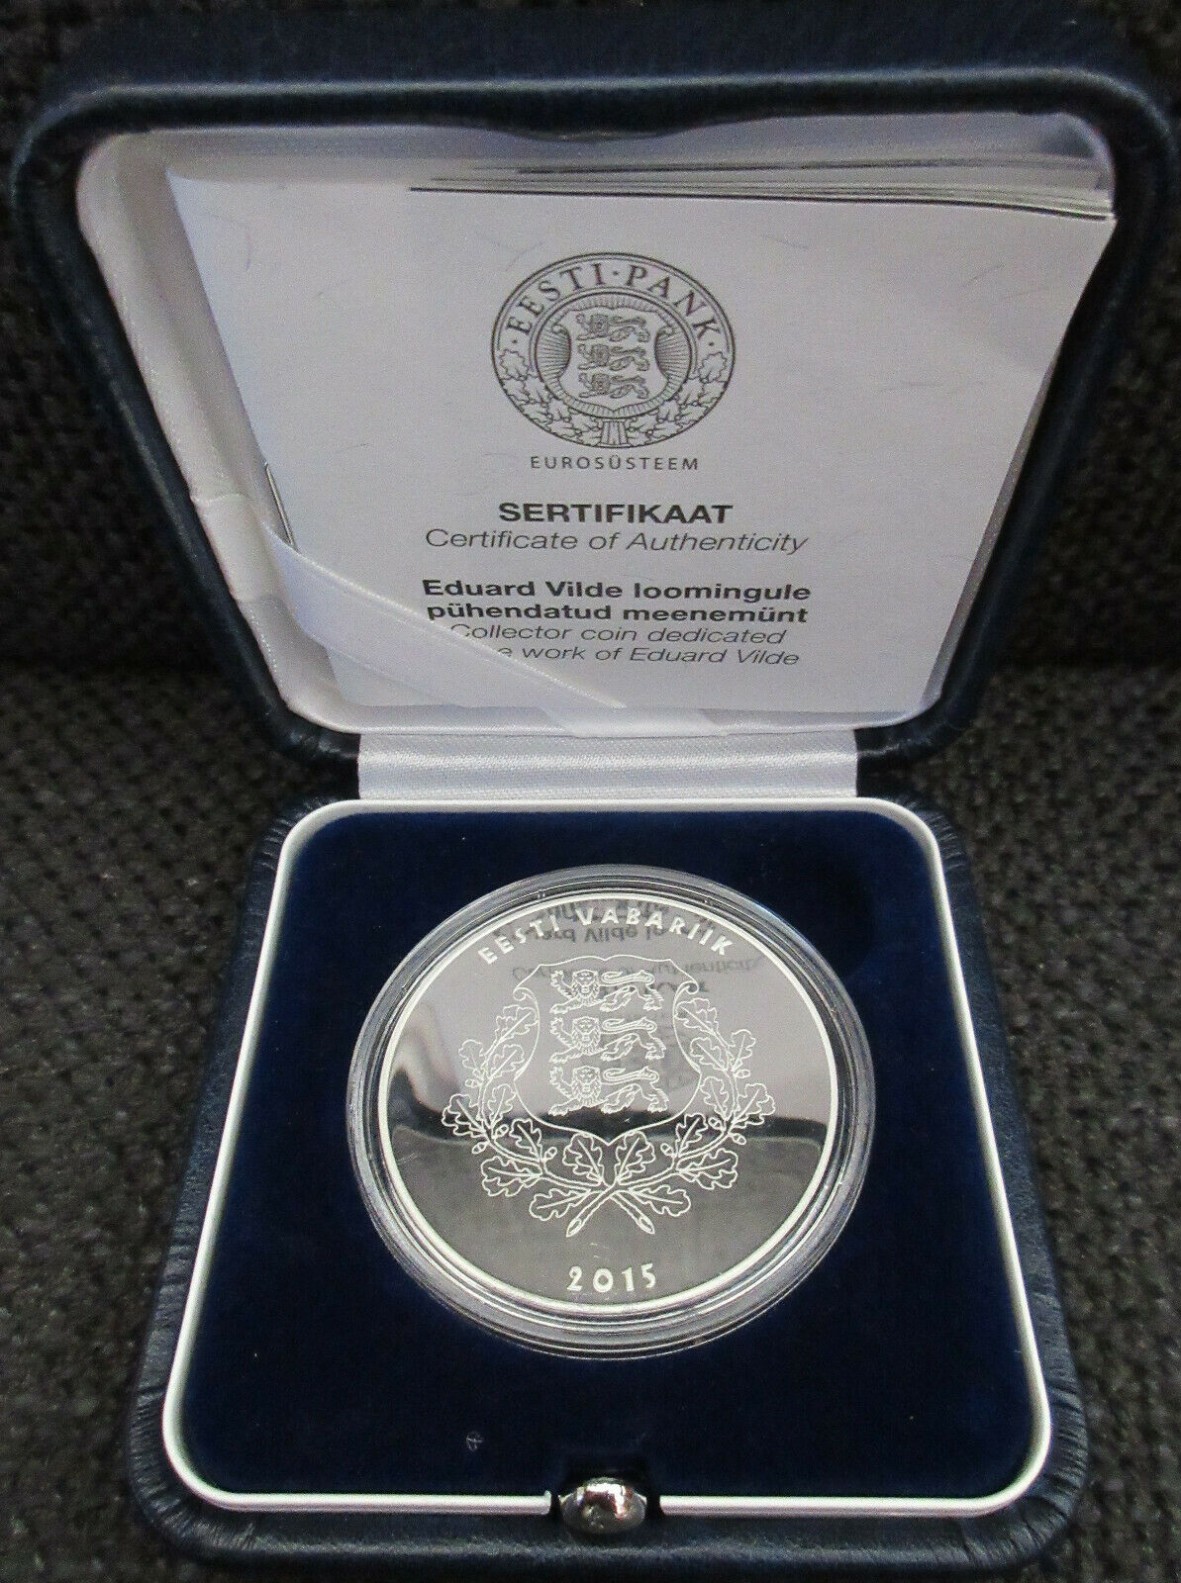 EESTI · PANK
EUROSÜSTEEM
SERTIFIKAAT
Certificate of Authenticity
Eduard Vilde loomingule
pühendatud meenemünt
Collector coin dedicated
work of Eduard Vilde
EESTI VABARIIK
2015